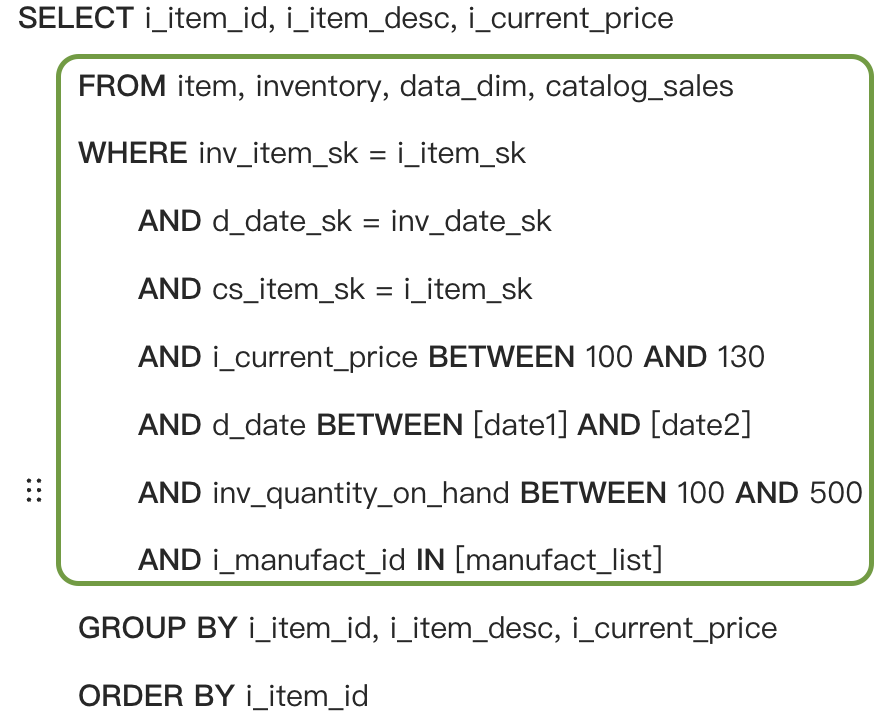 SELECT i_item_id, i_item_desc, i_current_price
FROM item, inventory, data_dim, catalog_sales
WHERE inv_item_sk = i_item_sk
AND d_date_sk = inv_date_sk
AND cs_item_sk = i_item_sk
AND i_current_price BETWEEN 100 AND 130
AND d_date BETWEEN [date1] AND [date2]
AND inv_quantity_on_hand BETWEEN 100 AND 500
AND i_manufact_id IN [manufact_list]
GROUP BY i_item_id, i_item_desc, i_current_price
ORDER BY i_item_id